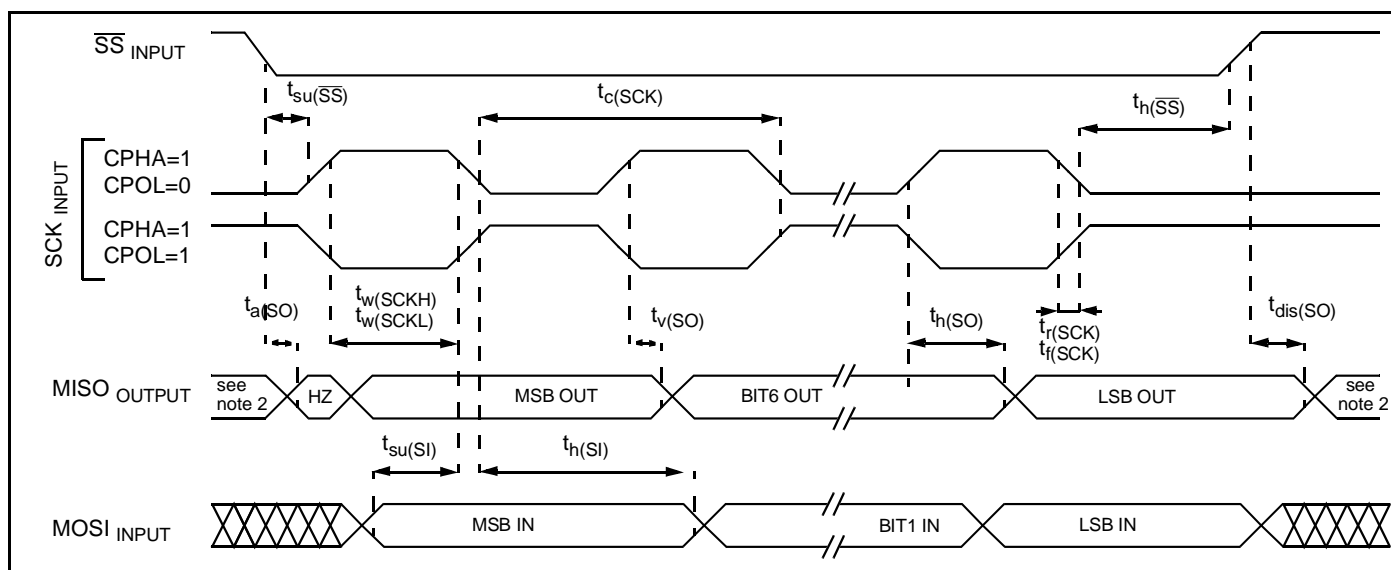 SS INPUT
tsu(SS)
tc(SCK)
th(SS)
SCK INPUT
CPHA=1
CPOL=0
CPHA=1
CPOL=1
ta(SO)
tw(SCKH)
tw(SCKL)
tv(SO)
th(SO)
tr(SCK)
tf(SCK)
tdis(SO)
MISO OUTPUT
see
note 2
HZ
MSB OUT
BIT6 OUT
LSB OUT
see
note 2
tsu(SI)
th(SI)
MOSI INPUT
MSB IN
BIT1 IN
LSB IN